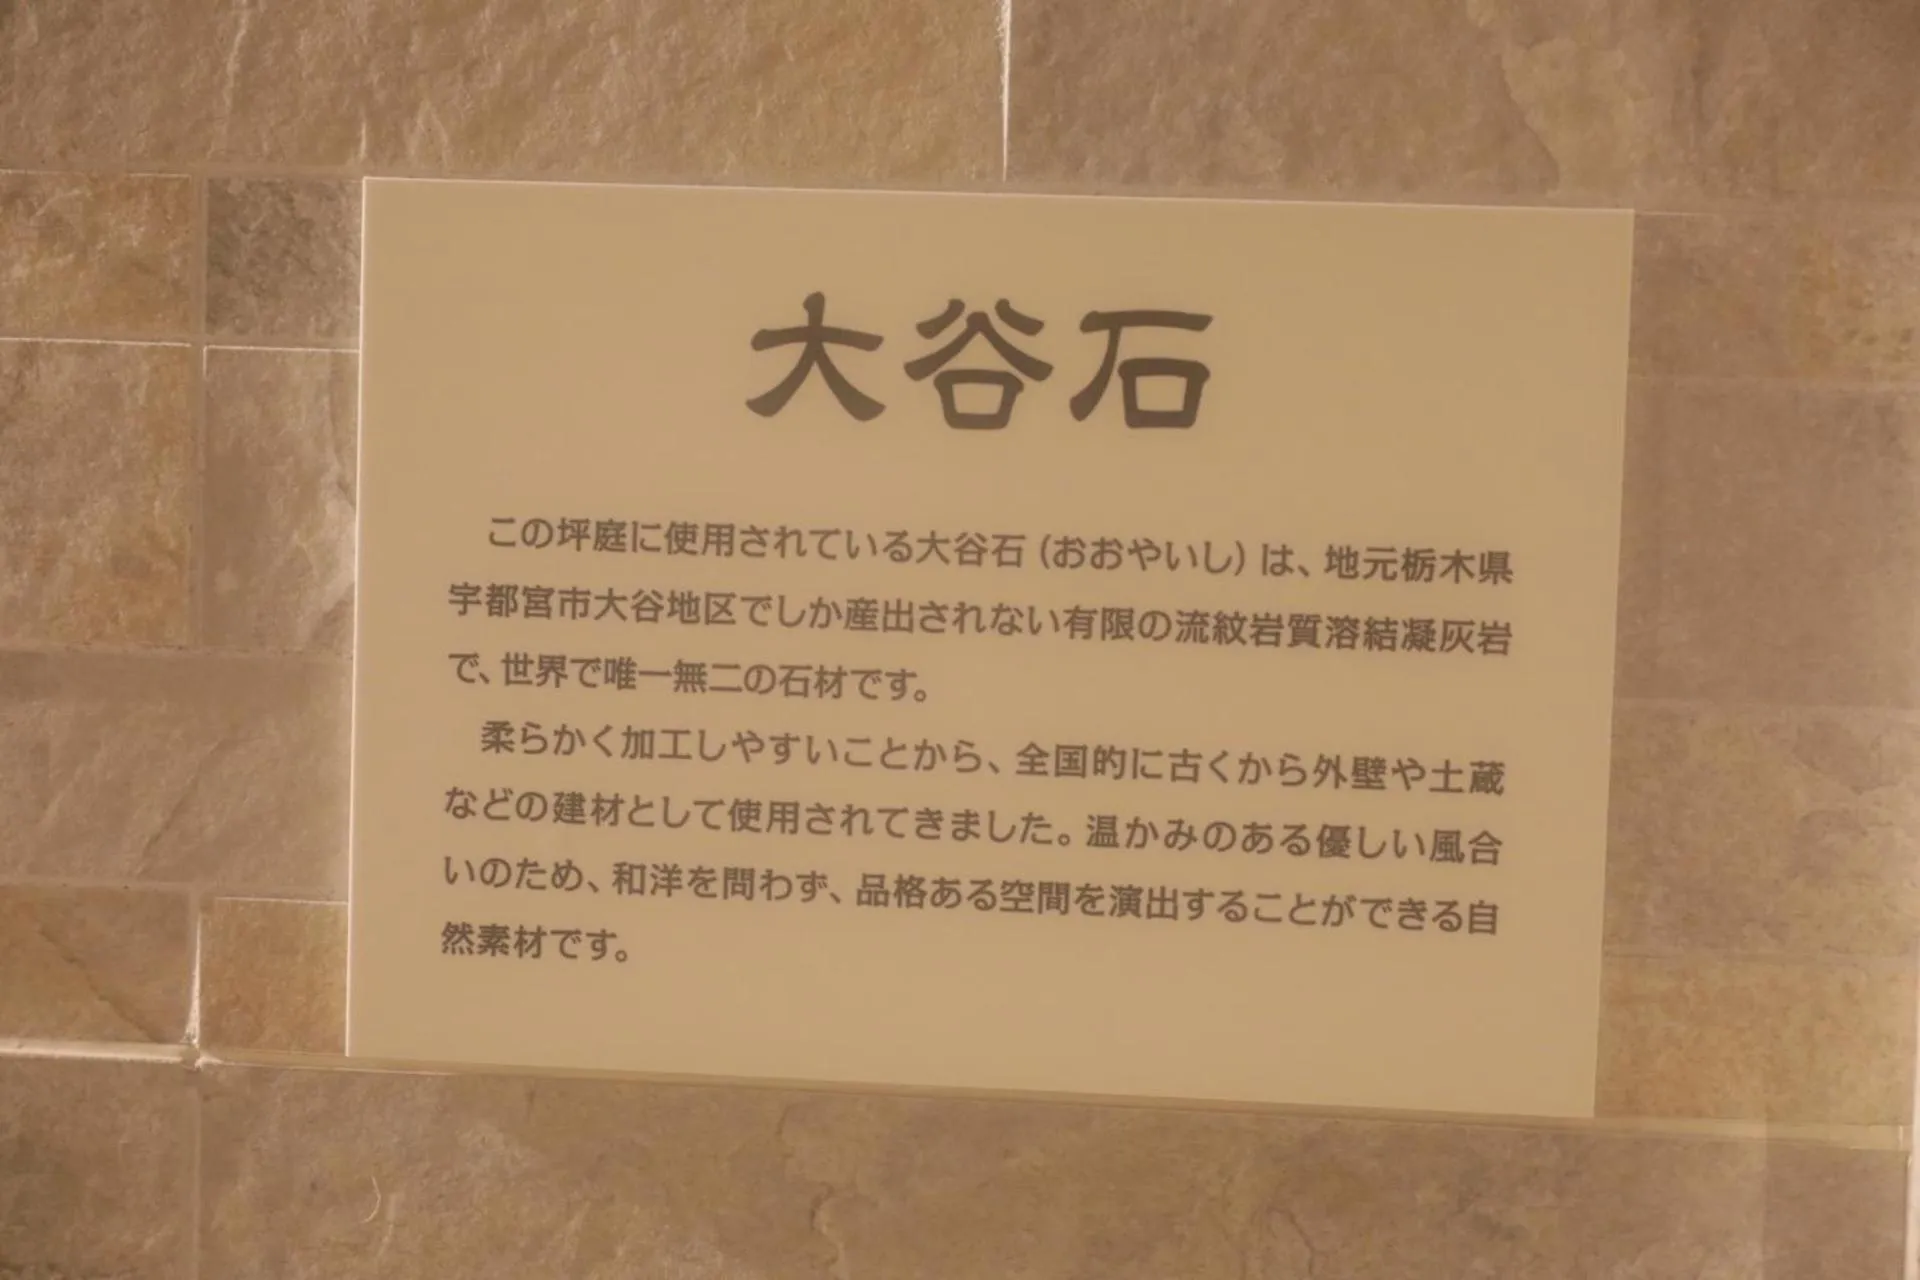 大谷石
この坪庭に使用されている大谷石（おおやいし）は、地元栃木県
宇都宮市大谷地区でしか産出されない有限の流紋岩質溶結凝灰岩
で、世界で唯一無二の石材です。
柔らかく加工しやすいことから、全国的に古くから外壁や土蔵
などの建材として使用されてきました。温かみのある優しい風合
いのため、和洋を問わず、品格ある空間を演出することができる自
然素材です。